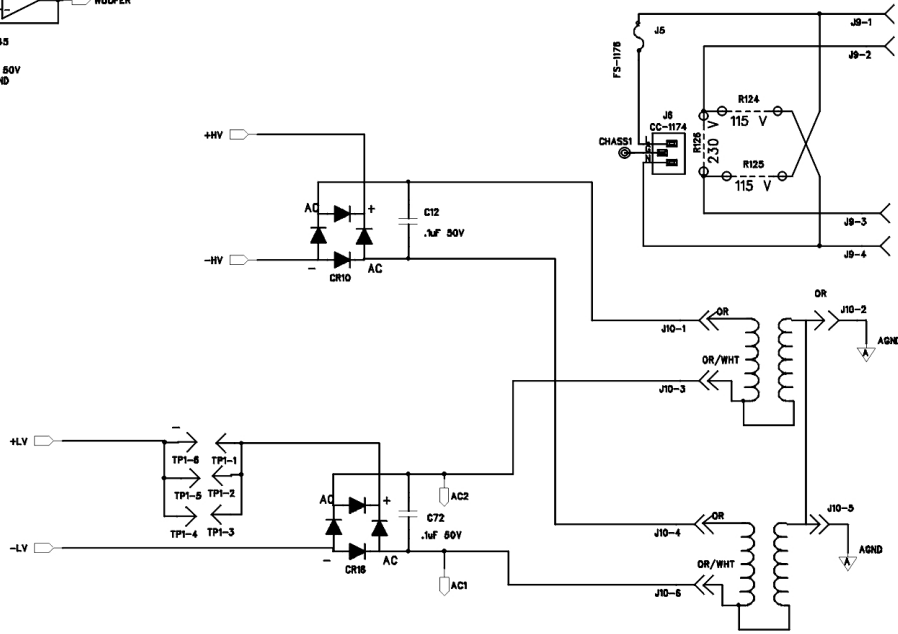 WOOFER
50V
J9-1
J5
J9-2
FS-1176
+HV
R124
115 V
J6
CC-1174
CHASS1
R126
230 V
R125
115 V
AC
+
C12
.1uF 50V
J9-3
-HV
-
AC
CR10
J9-4
OR
OR
J10-1
J10-2
AGND
A
OR/WHT
J10-3
+LV
-
TP1-6
TP1-1
TP1-5
TP1-2
AC
+
AC2
C72
TP1-4
TP1-3
.1uF 50V
OR
J10-4
J10-5
-LV
-
AC
CR16
AGND
A
OR/WHT
AC1
J10-6